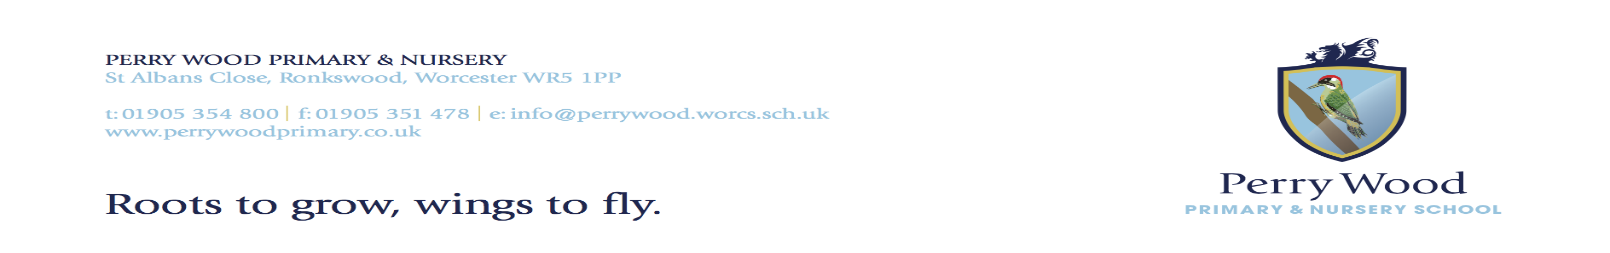 PERRY WOOD PRIMARY & NURSERY
St Albans Close, Ronkswood, Worcester WR5 1PP
t: 01905 354 800 | f: 01905 351 478 | e: info@perrywood.worcs.sch.uk
www.perrywoodprimary.co.uk
Roots to grow, wings to fly.
Perry Wood
PRIMARY & NURSERY SCHOOL